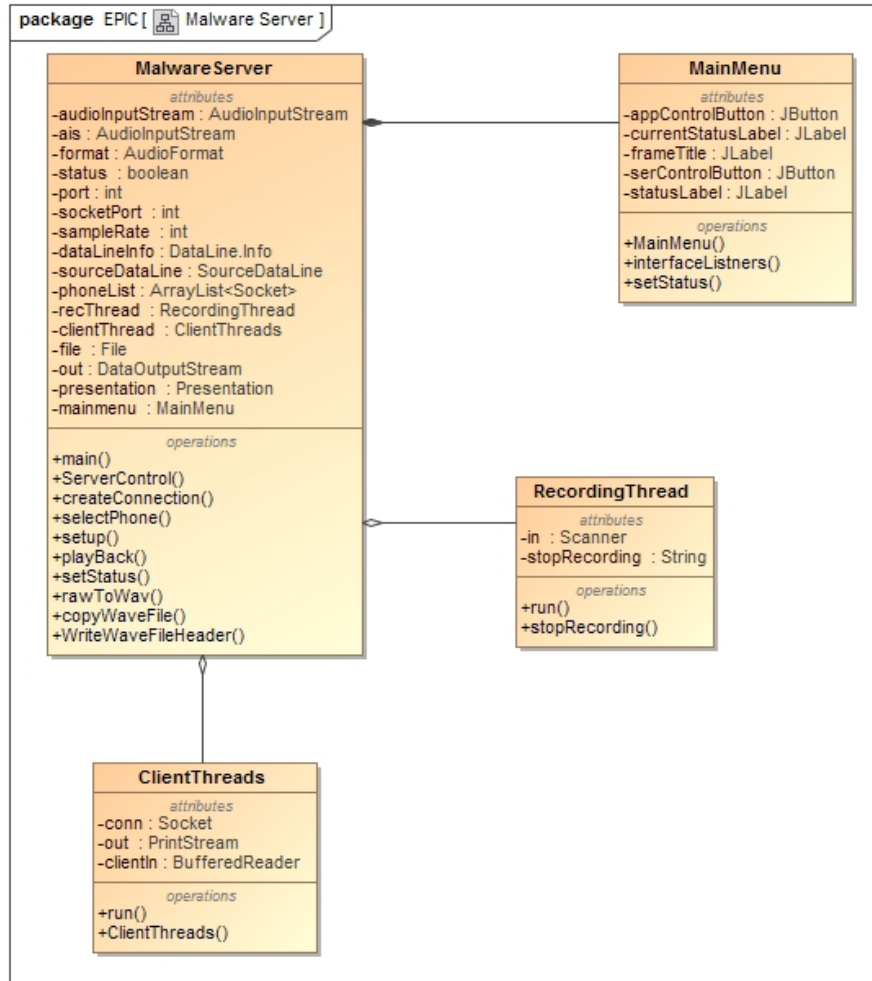 package EPIC [ Malware Server ]
MalwareServer
attributes
-audioInputStream : AudioInputStream
-ais : AudioInputStream
-format : AudioFormat
-status : boolean
-port : int
-socketPort : int
-sampleRate : int
-dataLineInfo : DataLine.Info
-sourceDataLine : SourceDataLine
-phoneList : ArrayList<Socket>
-recThread : RecordingThread
-clientThread : ClientThreads
-file : File
-out : DataOutputStream
-presentation : Presentation
-mainmenu : MainMenu
operations
+main()
+ServerControl()
+createConnection()
+selectPhone()
+setup()
+playBack()
+setStatus()
+rawToWav()
+copyWaveFile()
+WriteWaveFileHeader()
MainMenu
attributes
-appControlButton : JButton
-currentStatusLabel : JLabel
-frameTitle : JLabel
-serControlButton : JButton
-statusLabel : JLabel
operations
+MainMenu()
+interfaceListners()
+setStatus()
RecordingThread
attributes
-in : Scanner
-stopRecording : String
operations
+run()
+stopRecording()
ClientThreads
attributes
-conn : Socket
-out : PrintStream
-clientIn : BufferedReader
operations
+run()
+ClientThreads()